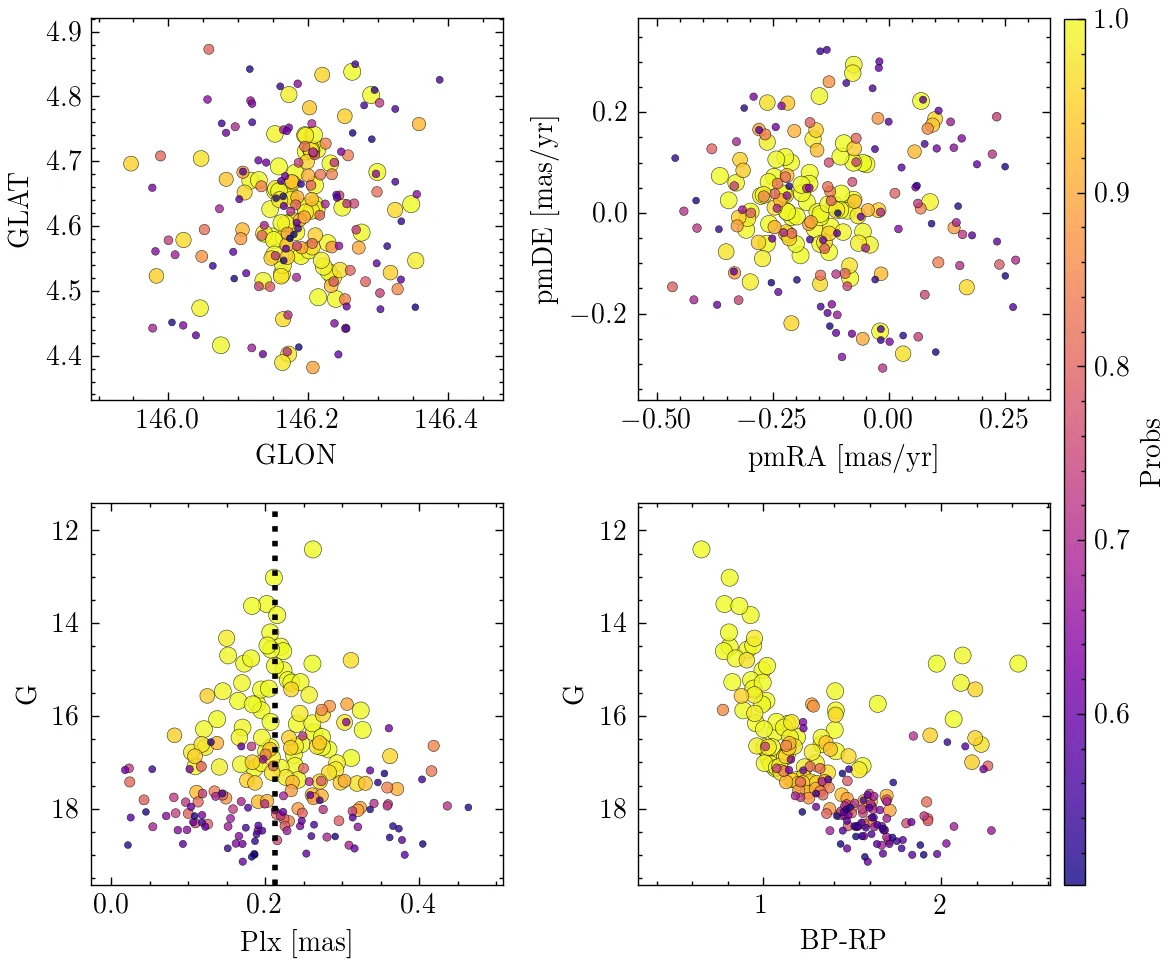 4.9
4.8
4.7
4.6
4.5
4.4
GLAT
146.0 146.2 146.4
GLON
0.2
0.0
−0.2
pmDE [mas/yr]
−0.50 −0.25 0.00 0.25
pmRA [mas/yr]
12
14
16
18
G
0.0 0.2 0.4
Plx [mas]
12
14
16
18
G
1 2
BP-RP
1.0
0.9
0.8
0.7
0.6
Probs